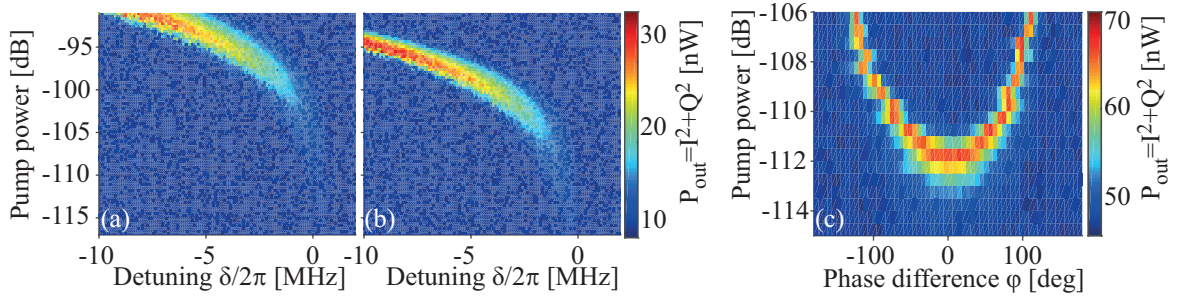 Pump power [dB]
-95
-100
-105
-110
-115
(a)
-10
-5
0
Detuning δ/2π [MHz]
(b)
-10
-5
0
Detuning δ/2π [MHz]
30
20
10
P_out=I²+Q² [nW]
Pump power [dB]
-106
-108
-110
-112
-114
(c)
-100
0
100
Phase difference φ [deg]
70
60
50
P_out=I²+Q² [nW]